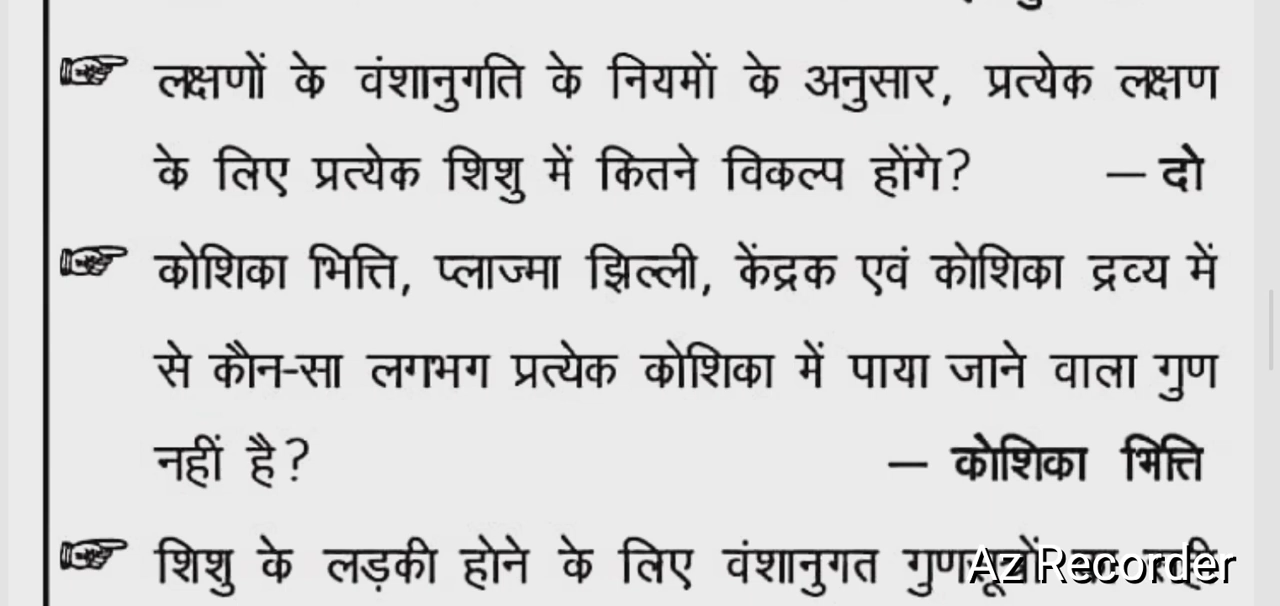 लक्षणों के वंशानुगति के नियमों के अनुसार, प्रत्येक लक्षण
के लिए प्रत्येक शिशु में कितने विकल्प होंगे? — दो
कोशिका भित्ति, प्लाज्मा झिल्ली, केंद्रक एवं कोशिका द्रव्य में
से कौन-सा लगभग प्रत्येक कोशिका में पाया जाने वाला गुण
नहीं है? — कोशिका भित्ति
शिशु के लड़की होने के लिए वंशानुगत गुणसूत्रों
Az Recorder